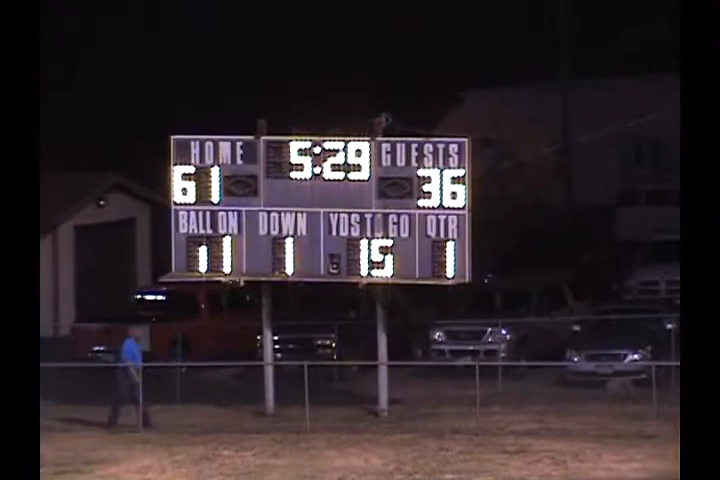 HOME 5:29 GUESTS
61 36
BALL ON DOWN YDS TO GO QTR
11 1 15 1